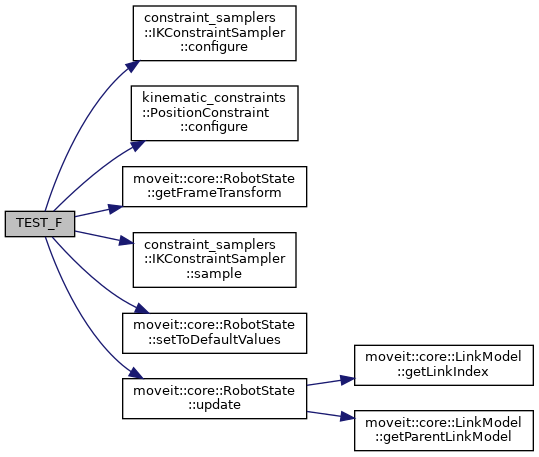 constraint_samplers
::IKConstraintSampler
::configure
kinematic_constraints
::PositionConstraint
::configure
moveit::core::RobotState
::getFrameTransform
TEST_F
constraint_samplers
::IKConstraintSampler
::sample
moveit::core::RobotState
::setToDefaultValues
moveit::core::RobotState
::update
moveit::core::LinkModel
::getLinkIndex
moveit::core::LinkModel
::getParentLinkModel